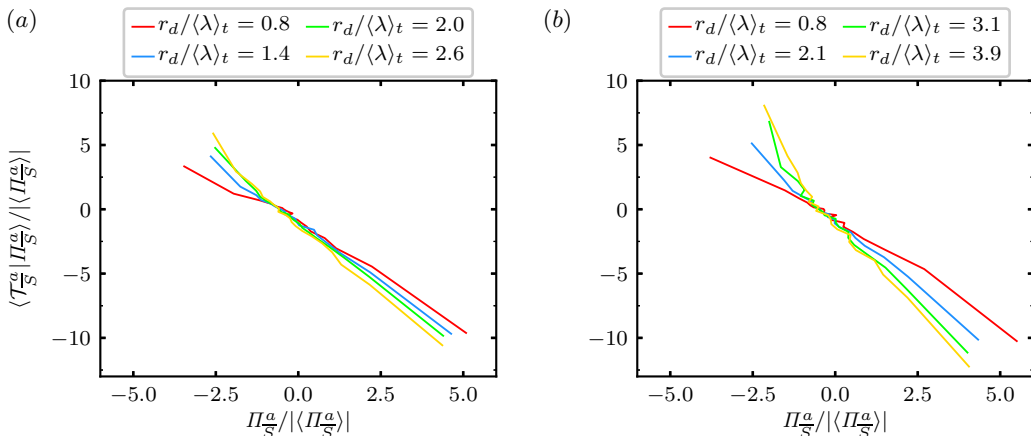 (a)
r_d/⟨λ⟩_t = 0.8 r_d/⟨λ⟩_t = 2.0
r_d/⟨λ⟩_t = 1.4 r_d/⟨λ⟩_t = 2.6
(b)
r_d/⟨λ⟩_t = 0.8 r_d/⟨λ⟩_t = 3.1
r_d/⟨λ⟩_t = 2.1 r_d/⟨λ⟩_t = 3.9
⟨𝒯^a_S̅|Π^a_S̅⟩/|⟨Π^a_S̅⟩|
10
5
0
−5
−10
−5.0 −2.5 0.0 2.5 5.0
Π^a_S̅/|⟨Π^a_S̅⟩|
10
5
0
−5
−10
−5.0 −2.5 0.0 2.5 5.0
Π^a_S̅/|⟨Π^a_S̅⟩|